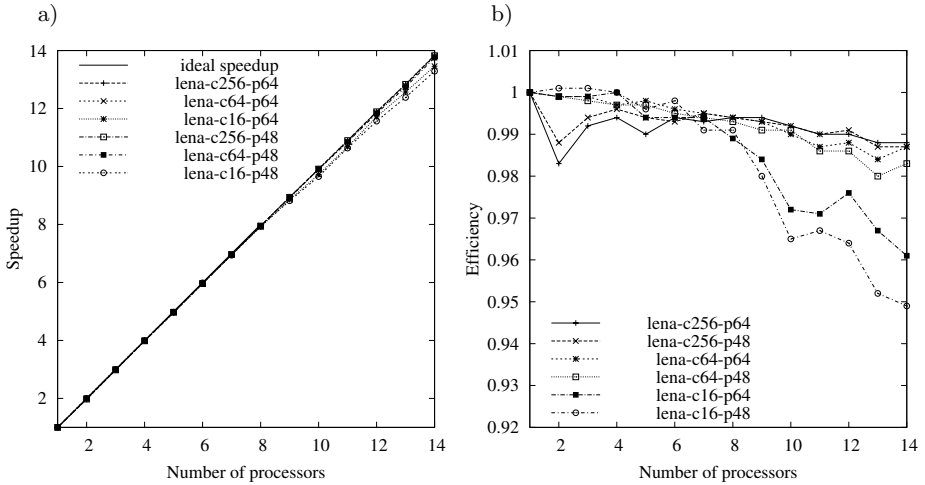 a)
14
12
10
8
6
4
2
Speedup
2 4 6 8 10 12 14
Number of processors
ideal speedup
lena-c256-p64
lena-c64-p64
lena-c16-p64
lena-c256-p48
lena-c64-p48
lena-c16-p48
b)
1.01
1
0.99
0.98
0.97
0.96
0.95
0.94
0.93
0.92
Efficiency
2 4 6 8 10 12 14
Number of processors
lena-c256-p64
lena-c256-p48
lena-c64-p64
lena-c64-p48
lena-c16-p64
lena-c16-p48